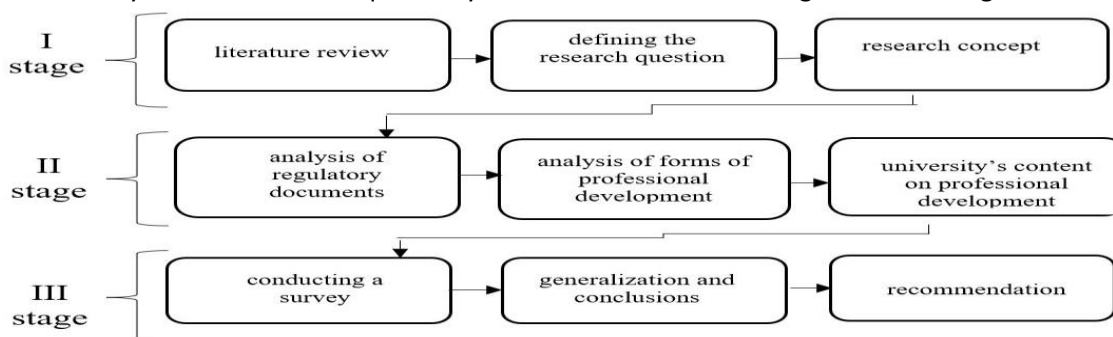 I
stage
literature review
defining the
research question
research concept
II
stage
analysis of
regulatory documents
analysis of forms of
professional
development
university's content
on professional
development
III
stage
conducting a
survey
generalization and
conclusions
recommendation